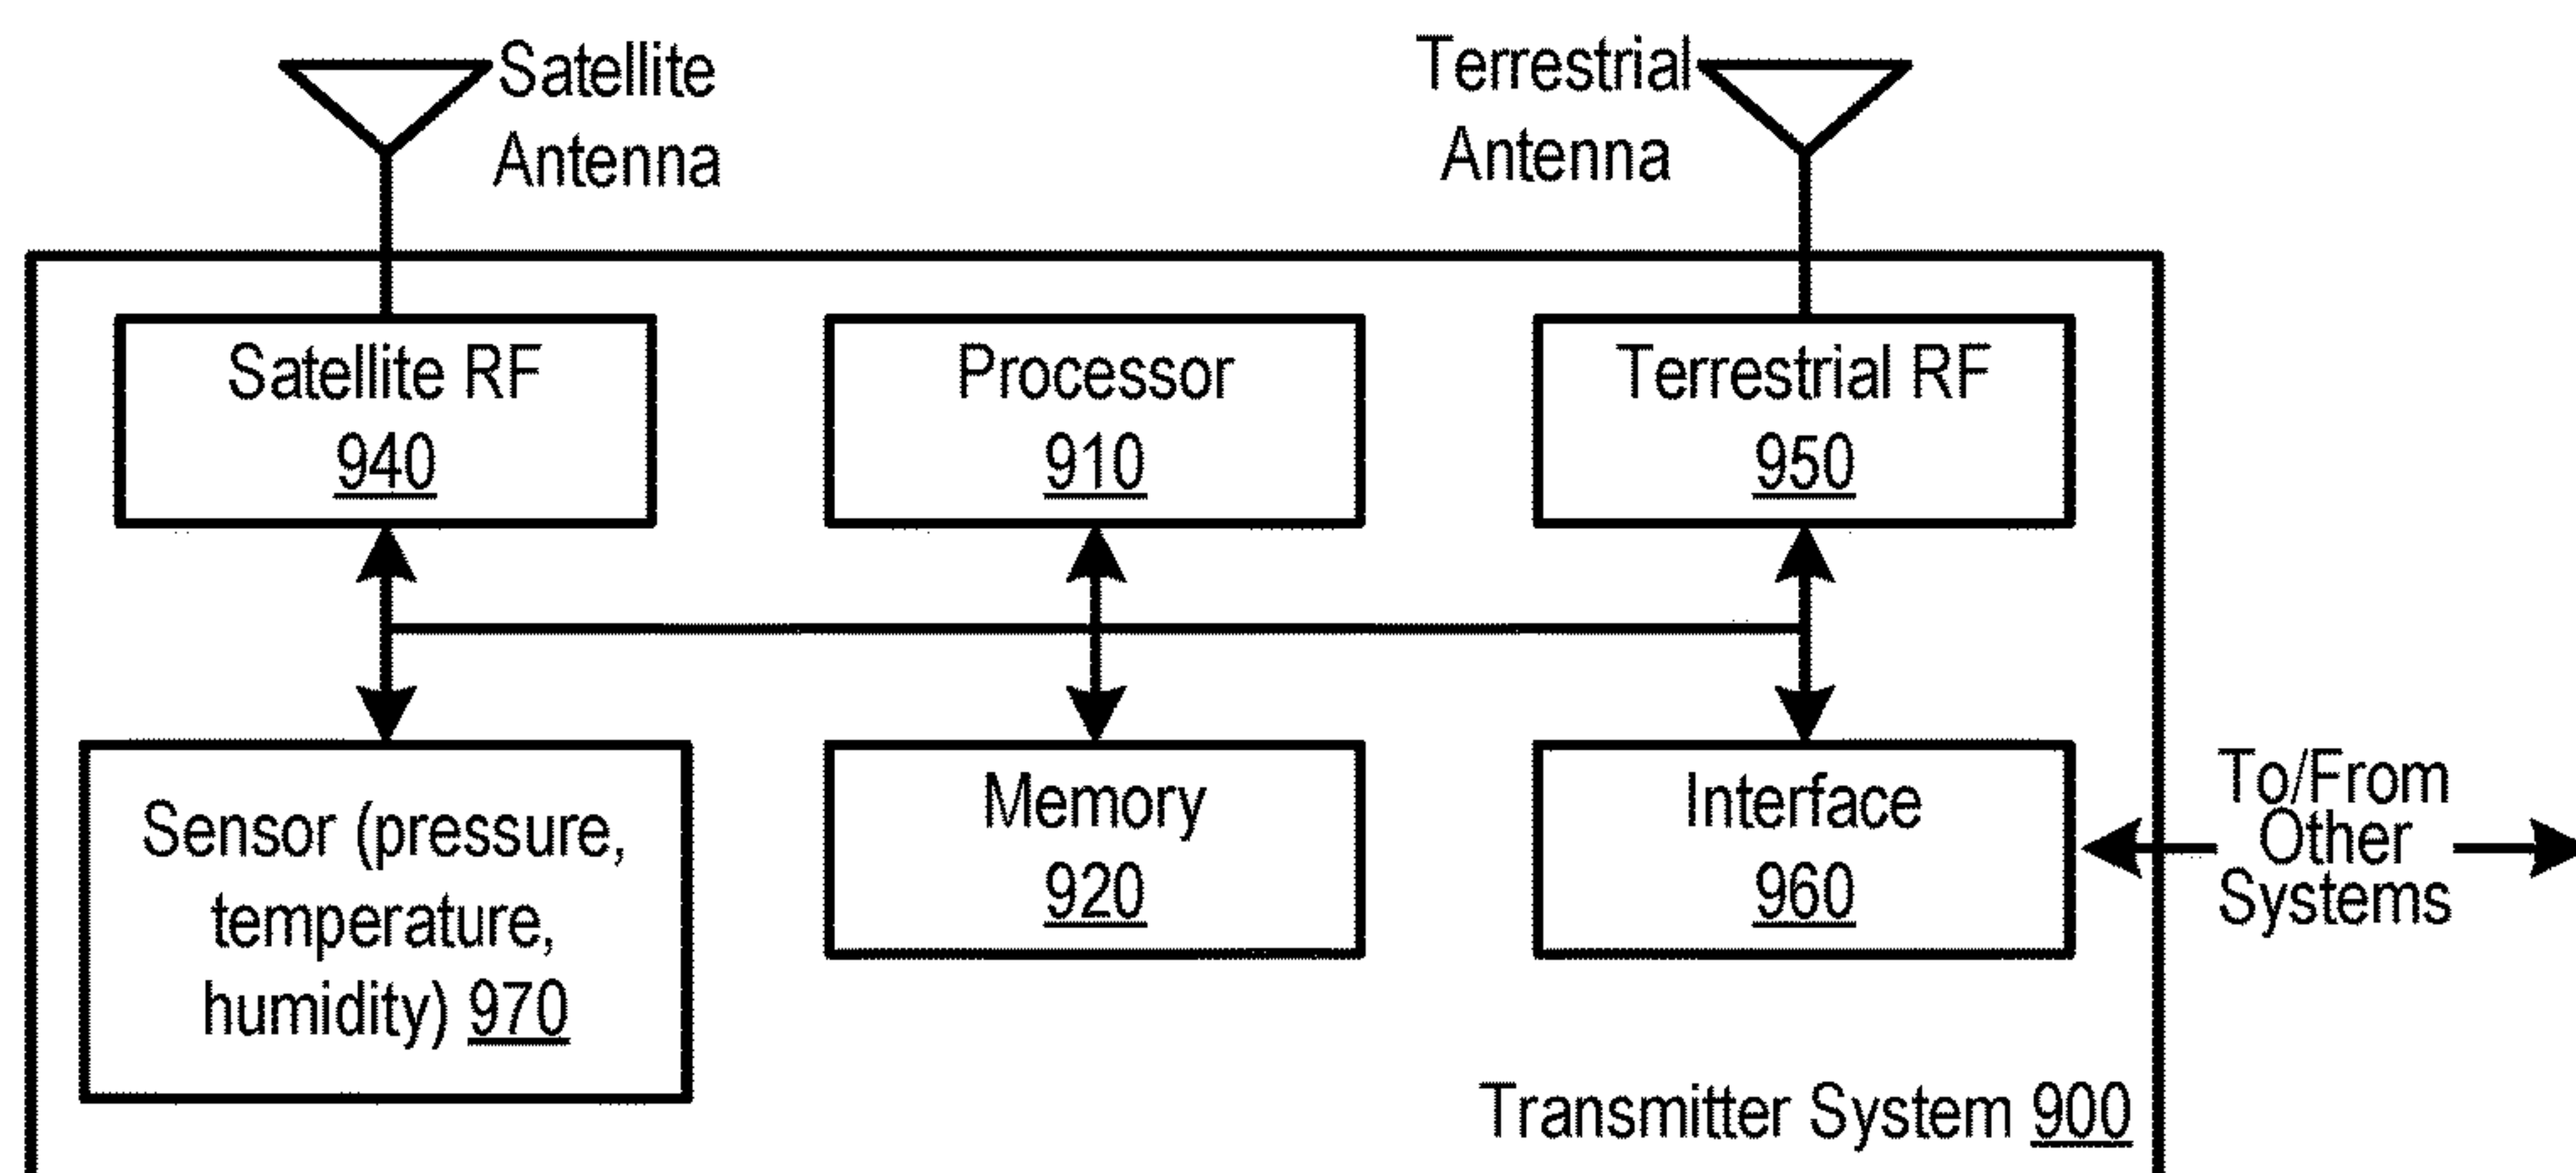 Satellite
Antenna
Terrestrial
Antenna
Satellite RF
940
Processor
910
Terrestrial RF
950
Sensor (pressure,
temperature,
humidity) 970
Memory
920
Interface
960
To/From
Other
Systems
Transmitter System 900